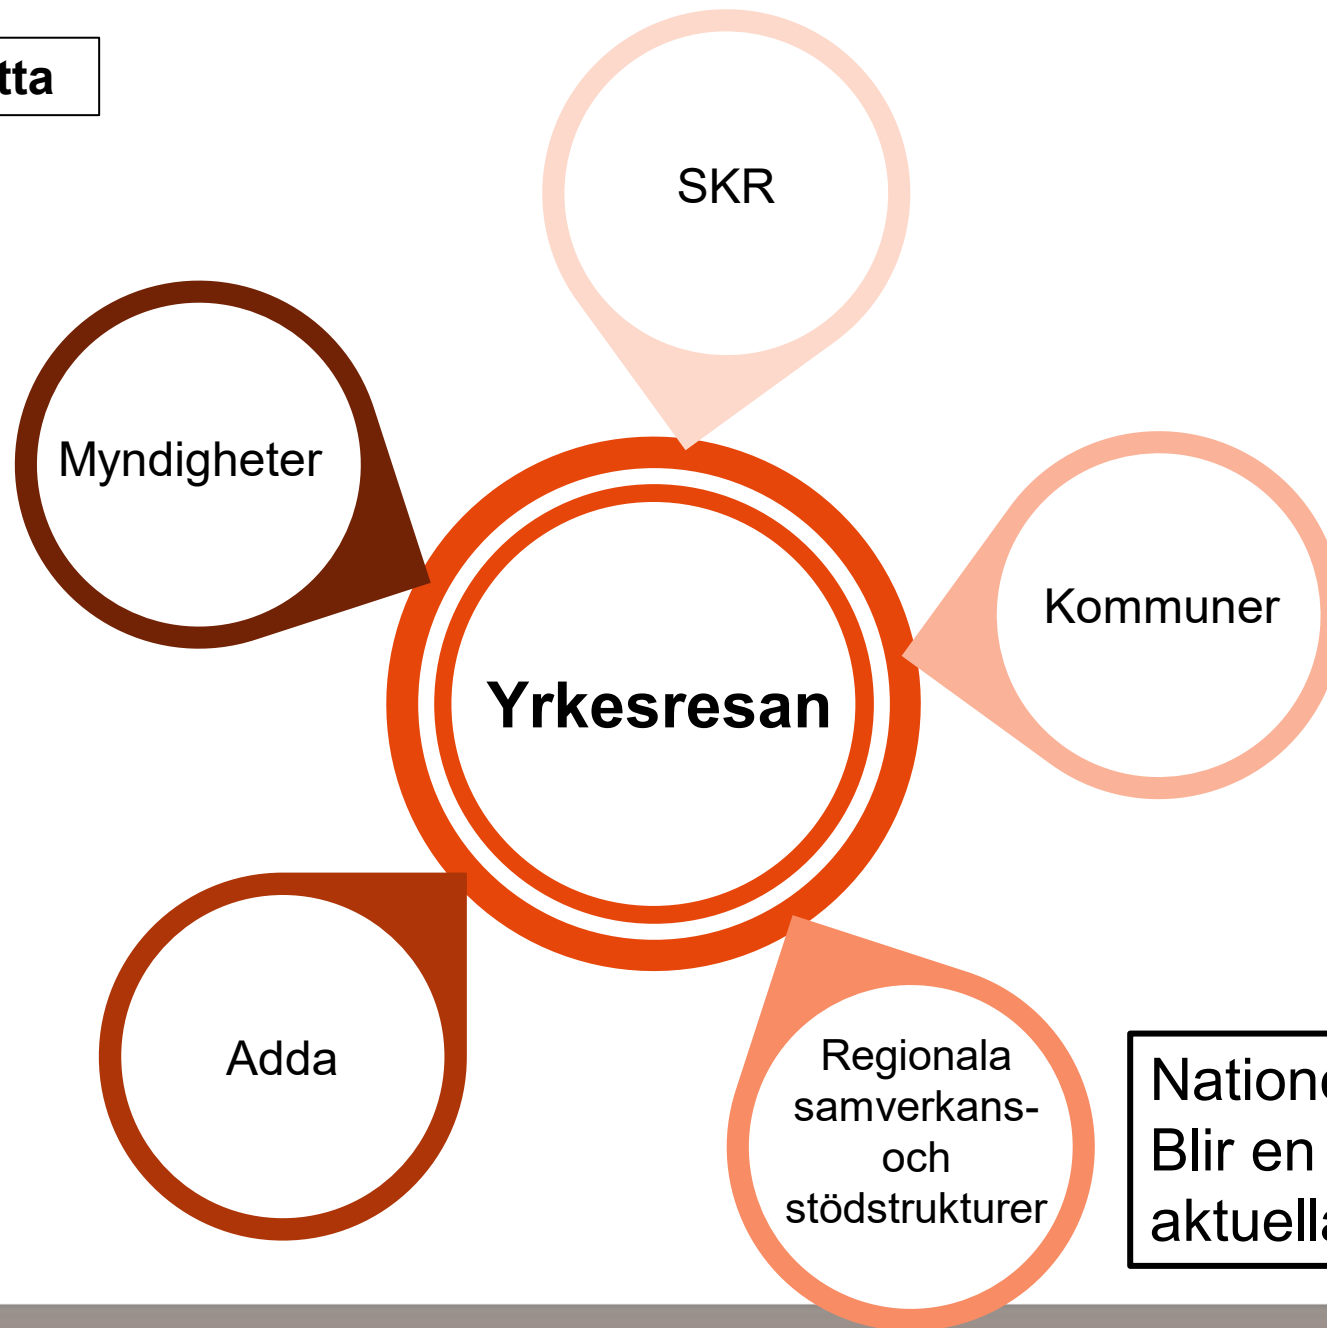 tta
SKR
Myndigheter
Kommuner
Yrkesresan
Adda
Regionala
samverkans-
och
stödstrukturer
Blir en